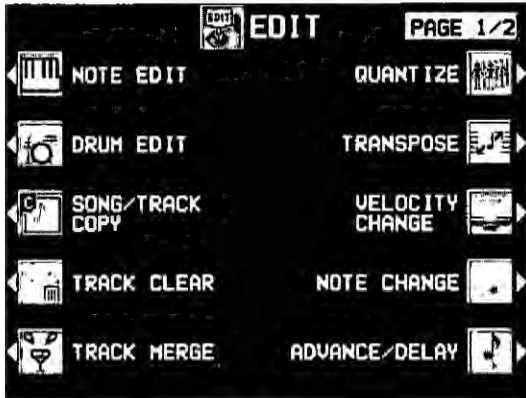 EDIT
EDIT
PAGE 1/2
NOTE EDIT
QUANTIZE
DRUM EDIT
TRANSPOSE
SONG/TRACK
COPY
VELOCITY
CHANGE
TRACK CLEAR
NOTE CHANGE
TRACK MERGE
ADVANCE/DELAY
C